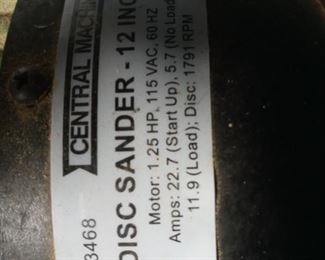 CENTRAL MACHIN
DISC SANDER - 12 INC
Motor: 1.25 HP, 115 VAC, 60 HZ
Amps: 22.7 (Start Up), 5.7 (No Load
11.9 (Load); Disc: 1791 RPM
3468